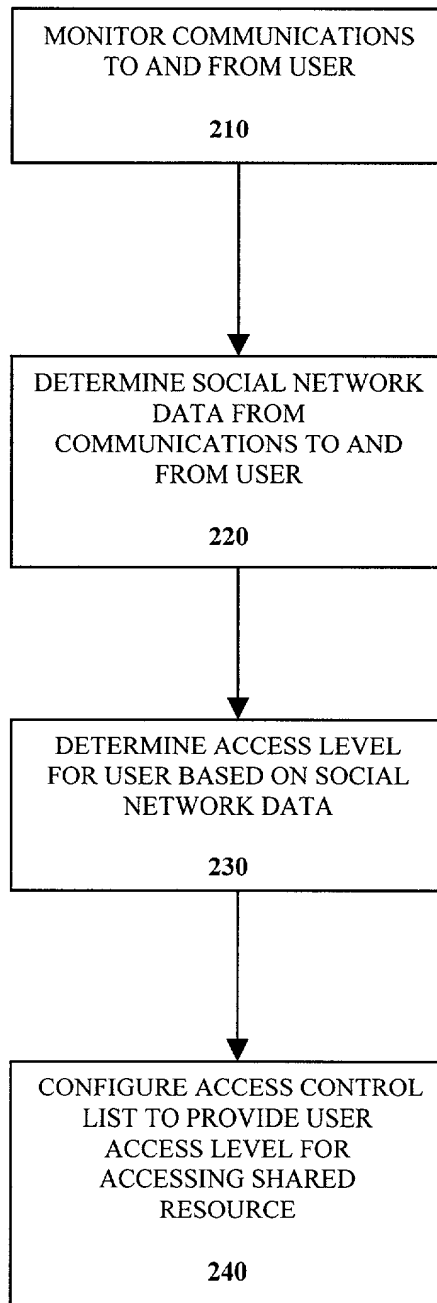 MONITOR COMMUNICATIONS
TO AND FROM USER
210
DETERMINE SOCIAL NETWORK
DATA FROM
COMMUNICATIONS TO AND
FROM USER
220
DETERMINE ACCESS LEVEL
FOR USER BASED ON SOCIAL
NETWORK DATA
230
CONFIGURE ACCESS CONTROL
LIST TO PROVIDE USER
ACCESS LEVEL FOR
ACCESSING SHARED
RESOURCE
240